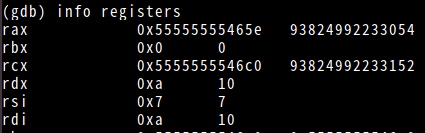 (gdb) info registers
rax 0x55555555465e 93824992233054
rbx 0x0 0
rcx 0x5555555546c0 93824992233152
rdx 0xa 10
rsi 0x7 7
rdi 0xa 10